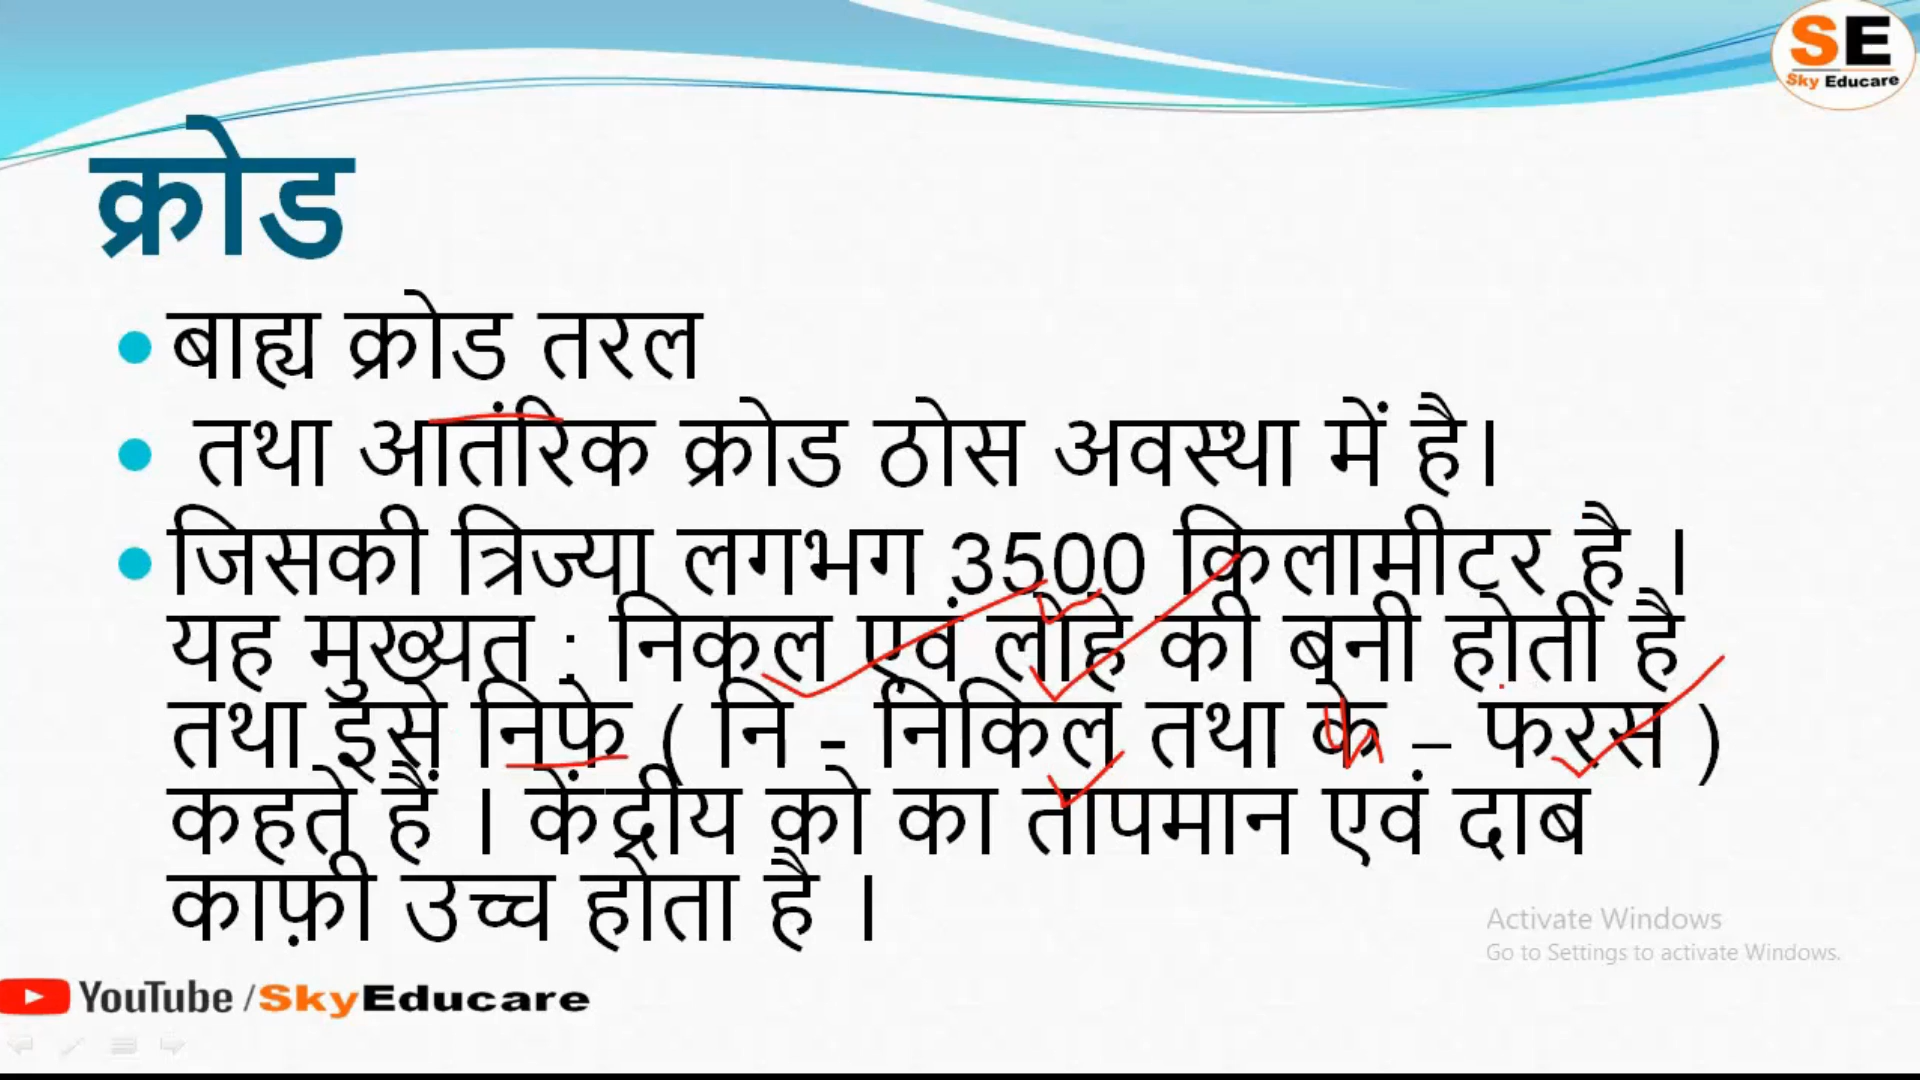 SE
Sky Educare
क्रोड
बाह्य क्रोड तरल
तथा आतंरिक क्रोड ठोस अवस्था में है।
जिसकी त्रिज्या लगभग 3500 किलामीटर है ।
यह मुख्यत : निकल एवं लोहे की बनी होती है
तथा इसे निफे ( नि - निकिल तथा के – फरस )
कहते हैं । केंद्रीय को का तापमान एवं दाब
काफ़ी उच्च होता है ।
Activate Windows
Go to Settings to activate Windows.
YouTube /SkyEducare